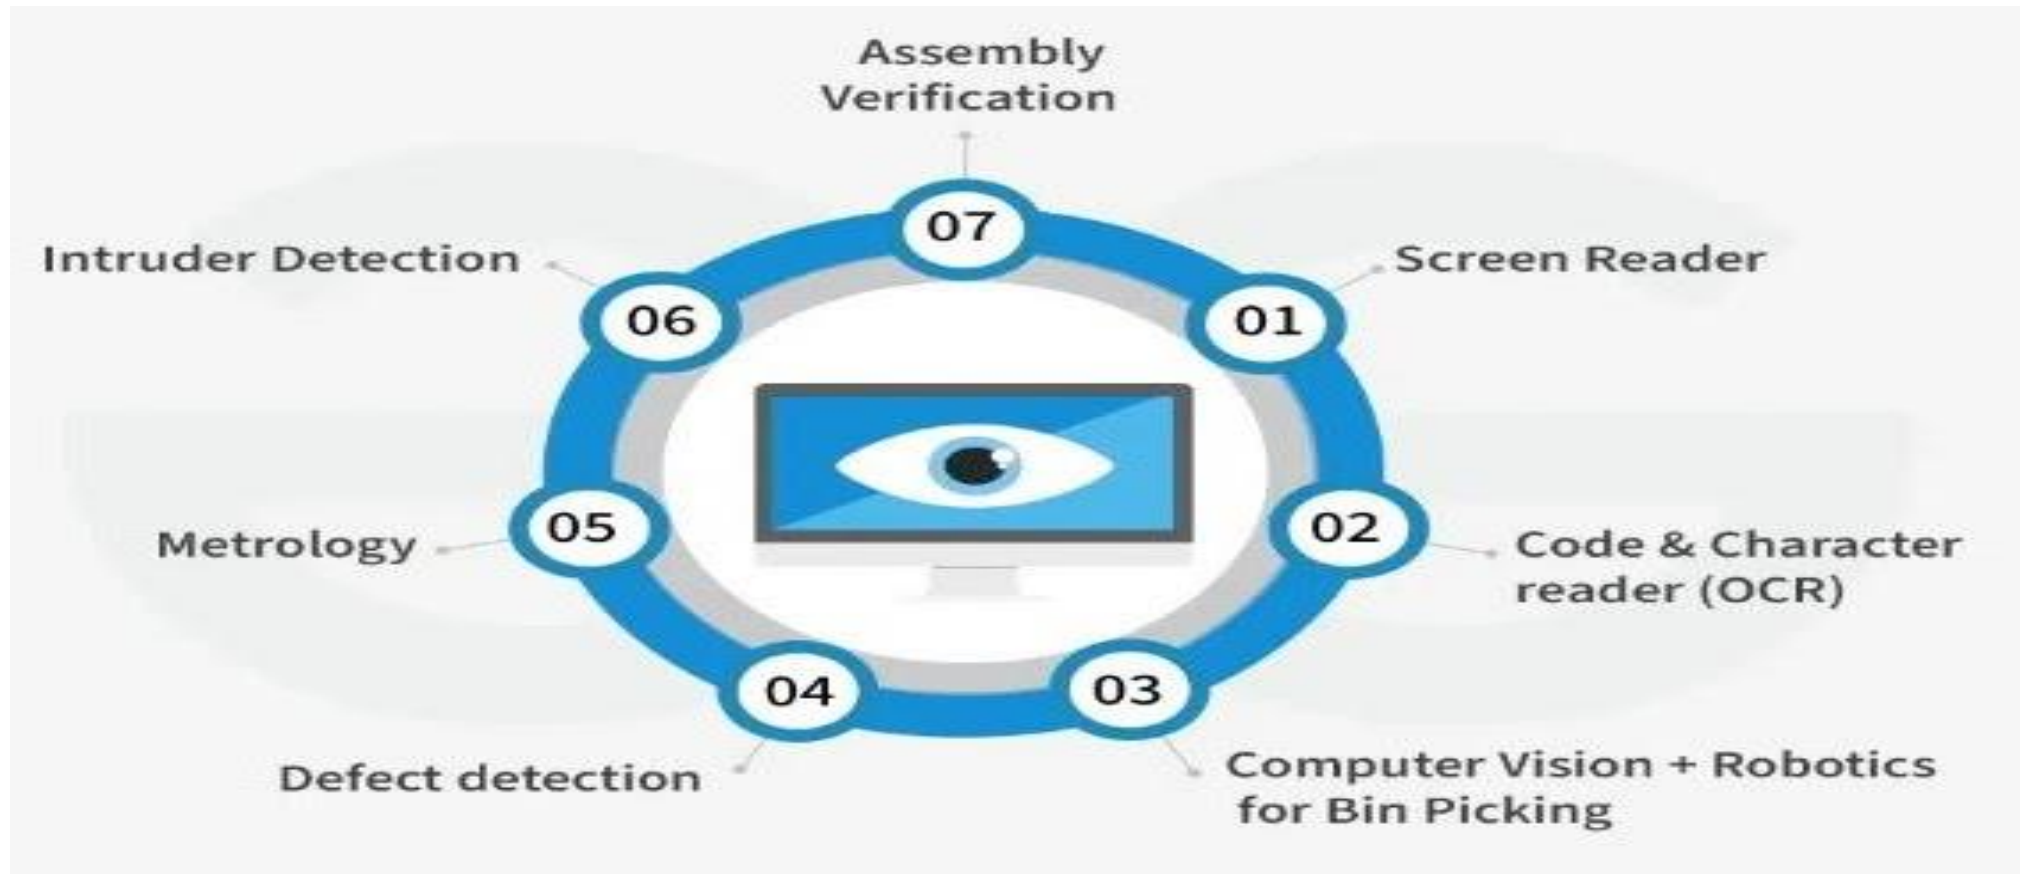 Assembly
Verification
07
Intruder Detection
06
Screen Reader
01
Metrology
05
02
Code & Character
reader (OCR)
04
03
Defect detection
Computer Vision + Robotics
for Bin Picking